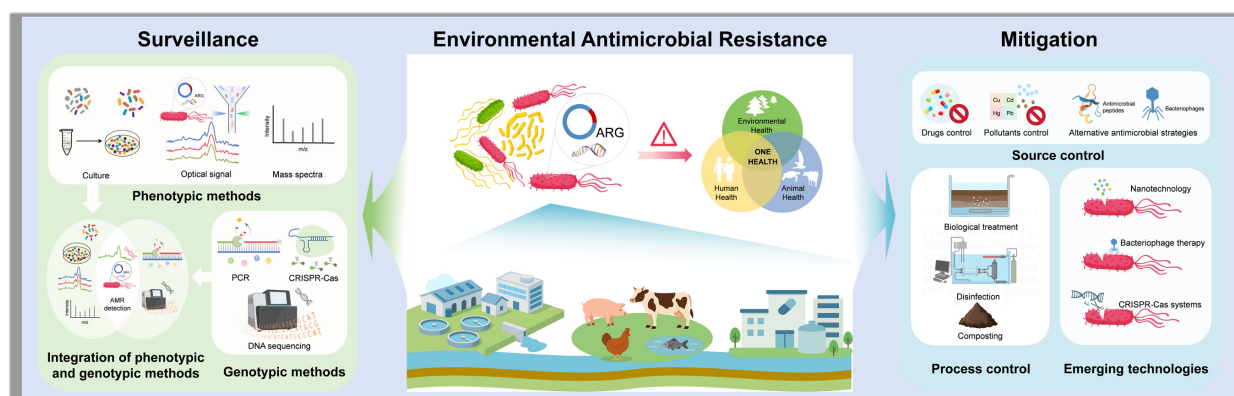 Surveillance
ARG
Intensity
m/z
Culture
Optical signal
Mass spectra
Phenotypic methods
ARG
Intensity
m/z
AMR
detection
PCR
CRISPR-Cas
DNA sequencing
Integration of phenotypic
and genotypic methods
Genotypic methods
Environmental Antimicrobial Resistance
ARG
Environmental
Health
ONE
HEALTH
Human
Health
Animal
Health
Mitigation
Cu Cd
Hg Pb
Antimicrobial
peptides
Bacteriophages
Drugs control
Pollutants control
Alternative antimicrobial strategies
Source control
Biological treatment
Disinfection
Composting
Process control
Nanotechnology
Bacteriophage therapy
CRISPR-Cas systems
Emerging technologies